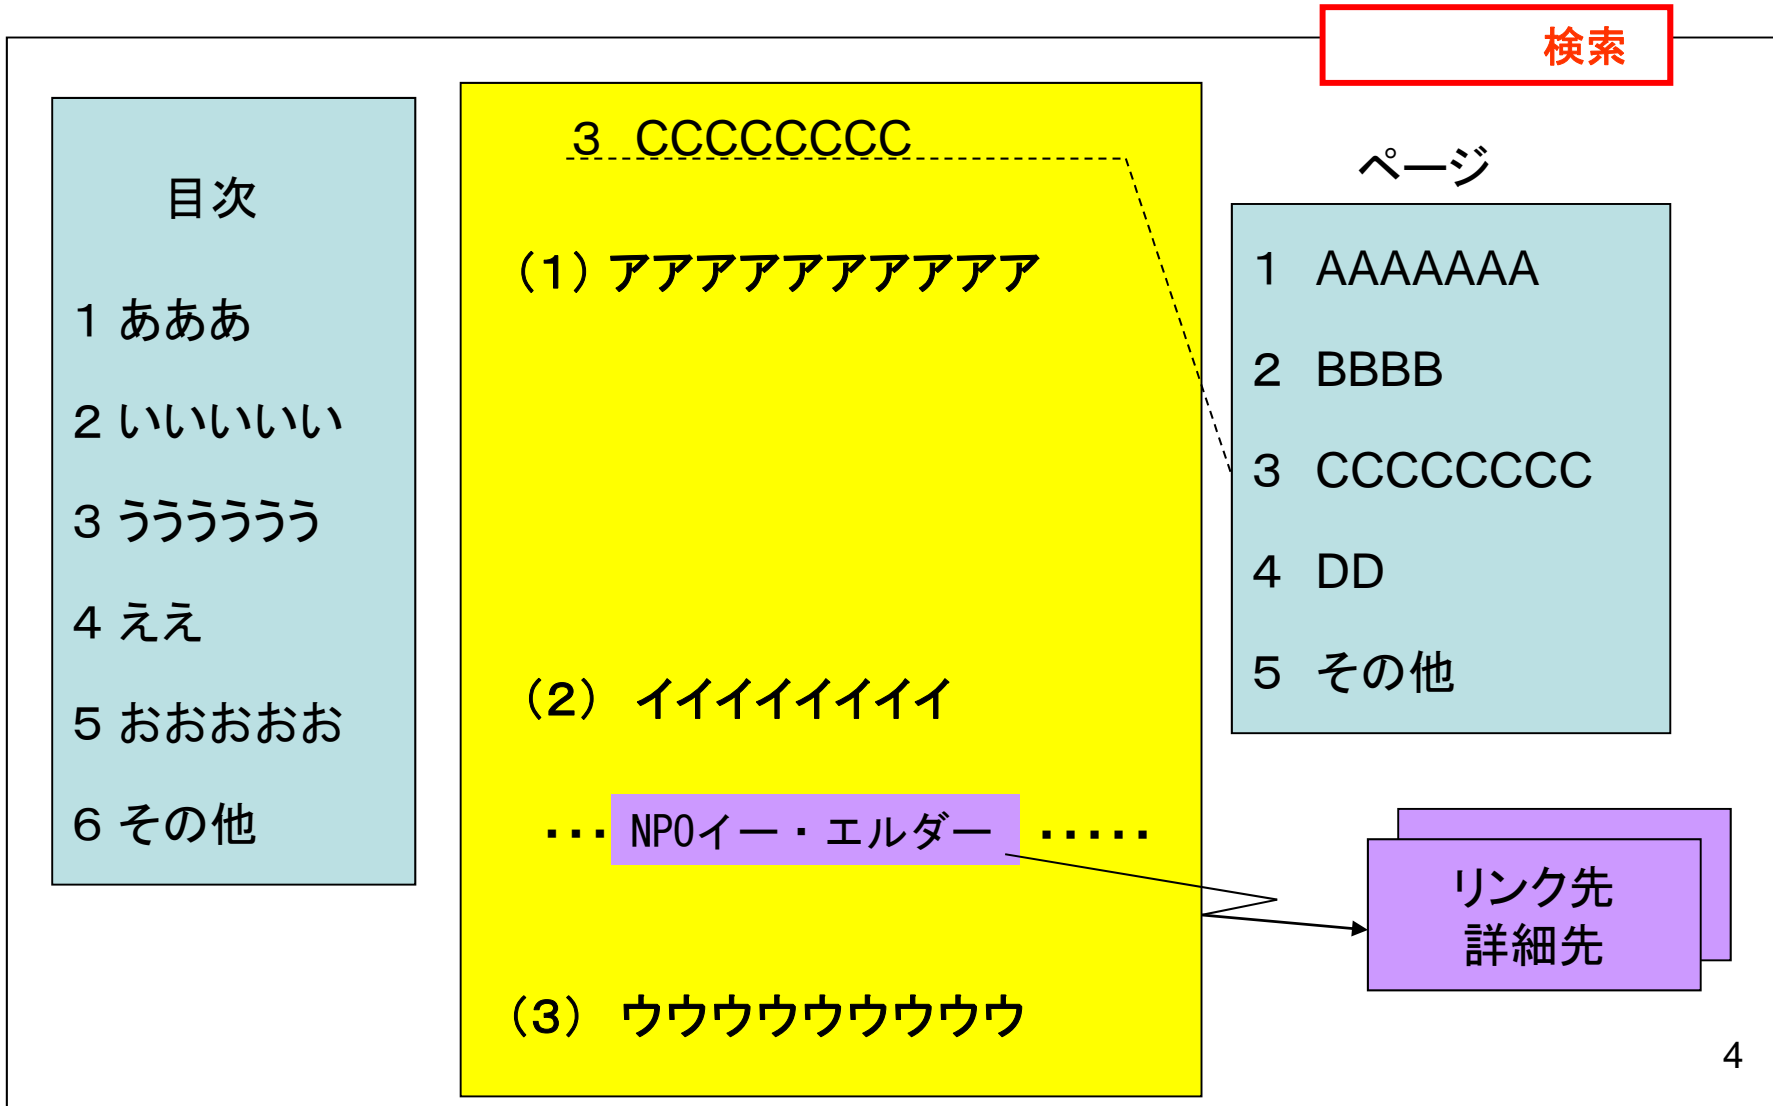 検索
目次
1 あああ
2 いいいいい
3 うううううう
4 ええ
5 おおおおお
6 その他
3 CCCCCCCC
（1）アアアアアアアアアア
（2） イイイイイイイイ
・・・ NPOイー・エルダー ・・・・・
（3） ウウウウウウウウウ
ページ
1 AAAAAAA
2 BBBB
3 CCCCCCCC
4 DD
5 その他
リンク先
詳細先
4